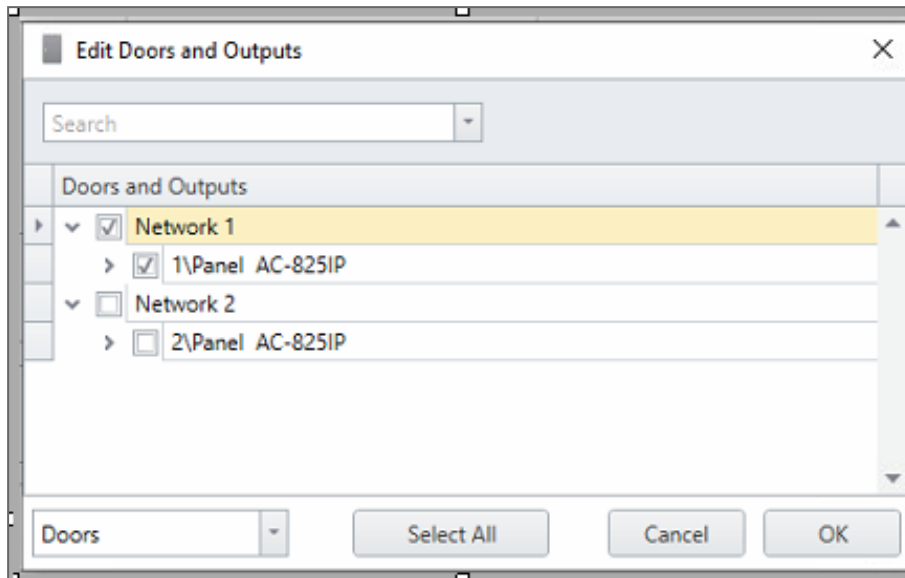 Edit Doors and Outputs
Search
Doors and Outputs
Network 1
1\Panel AC-825IP
Network 2
2\Panel AC-825IP
Doors
Select All
Cancel
OK